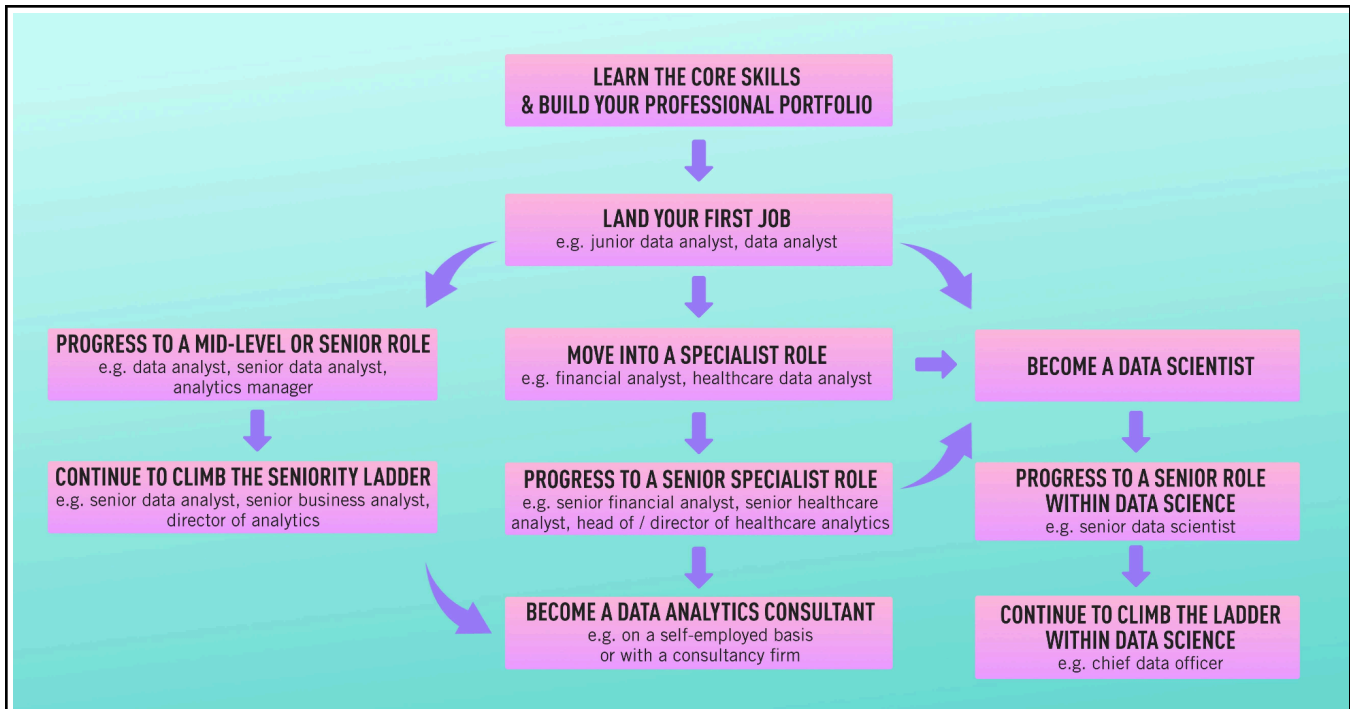 LEARN THE CORE SKILLS
& BUILD YOUR PROFESSIONAL PORTFOLIO
LAND YOUR FIRST JOB
e.g. junior data analyst, data analyst
PROGRESS TO A MID-LEVEL OR SENIOR ROLE
e.g. data analyst, senior data analyst,
analytics manager
MOVE INTO A SPECIALIST ROLE
e.g. financial analyst, healthcare data analyst
BECOME A DATA SCIENTIST
CONTINUE TO CLIMB THE SENIORITY LADDER
e.g. senior data analyst, senior business analyst,
director of analytics
PROGRESS TO A SENIOR SPECIALIST ROLE
e.g. senior financial analyst, senior healthcare
analyst, head of / director of healthcare analytics
PROGRESS TO A SENIOR ROLE
WITHIN DATA SCIENCE
e.g. senior data scientist
BECOME A DATA ANALYTICS CONSULTANT
e.g. on a self-employed basis
or with a consultancy firm
CONTINUE TO CLIMB THE LADDER
WITHIN DATA SCIENCE
e.g. chief data officer